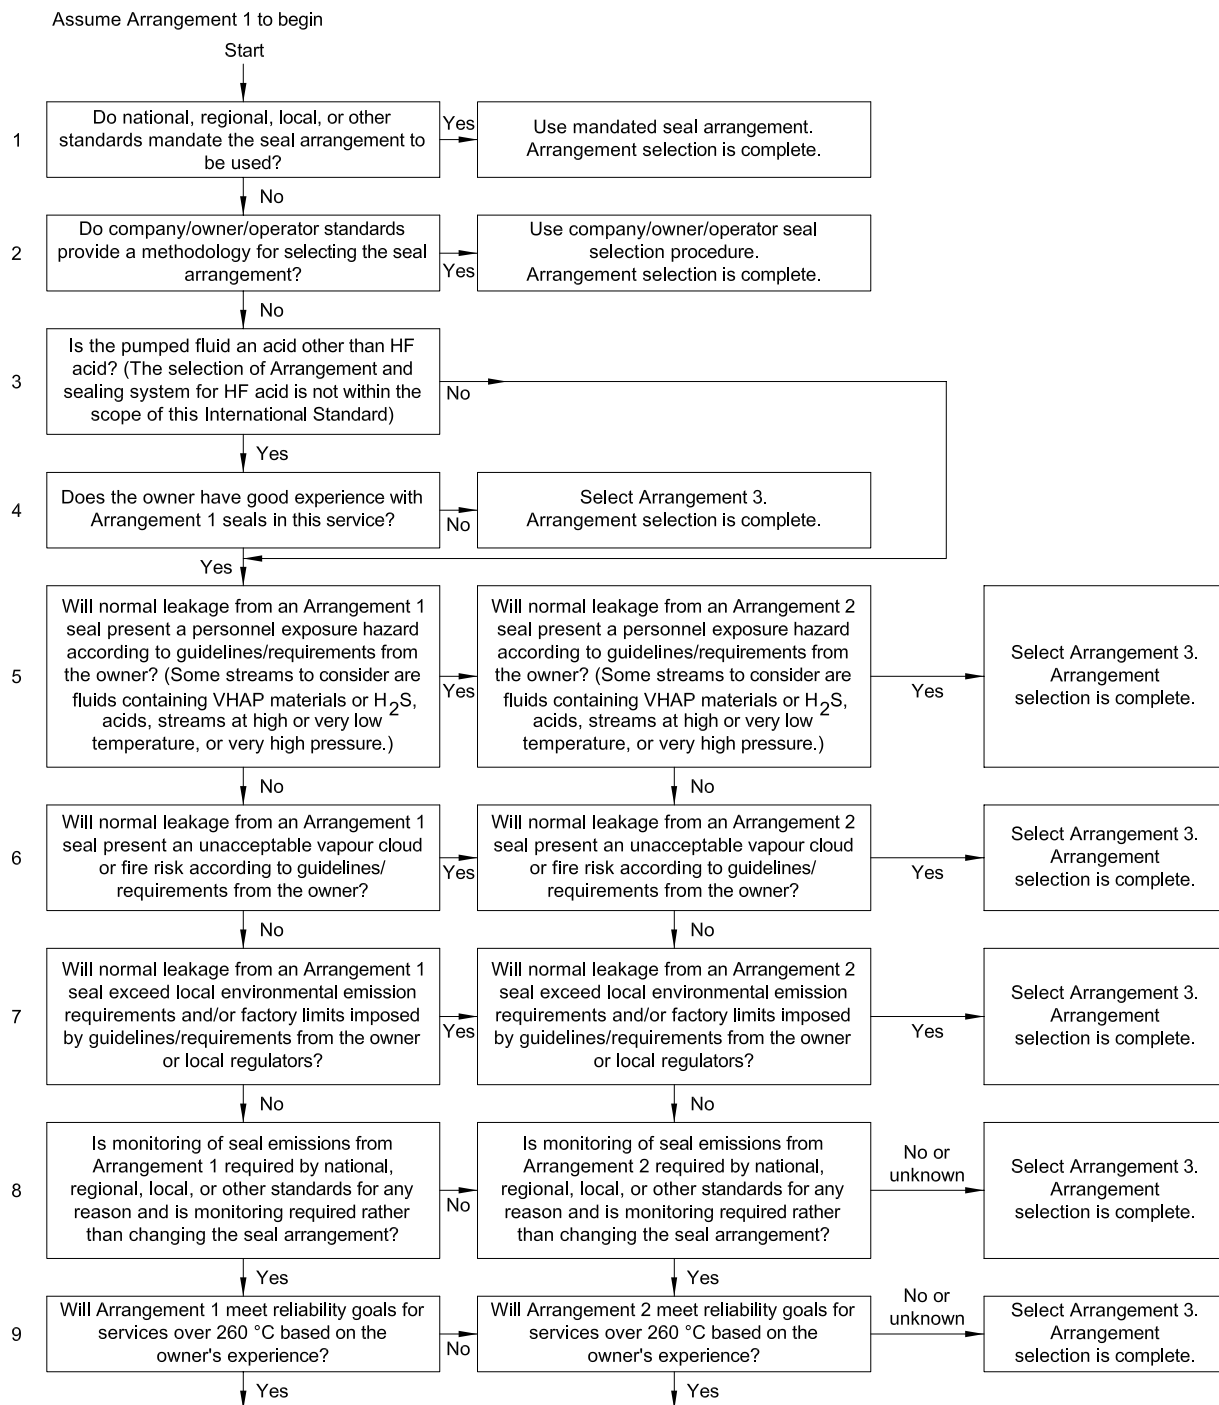 Assume Arrangement 1 to begin
Start
1
Do national, regional, local, or other
standards mandate the seal arrangement to
be used?
Yes
Use mandated seal arrangement.
Arrangement selection is complete.
No
2
Do company/owner/operator standards
provide a methodology for selecting the seal
arrangement?
Yes
Use company/owner/operator seal
selection procedure.
Arrangement selection is complete.
No
3
Is the pumped fluid an acid other than HF
acid? (The selection of Arrangement and
sealing system for HF acid is not within the
scope of this International Standard)
No
Yes
4
Does the owner have good experience with
Arrangement 1 seals in this service?
No
Select Arrangement 3.
Arrangement selection is complete.
Yes
5
Will normal leakage from an Arrangement 1
seal present a personnel exposure hazard
according to guidelines/requirements from
the owner? (Some streams to consider are
fluids containing VHAP materials or H2S,
acids, streams at high or very low
temperature, or very high pressure.)
Yes
Will normal leakage from an Arrangement 2
seal present a personnel exposure hazard
according to guidelines/requirements from
the owner? (Some streams to consider are
fluids containing VHAP materials or H2S,
acids, streams at high or very low
temperature, or very high pressure.)
Yes
Select Arrangement 3.
Arrangement
selection is complete.
No
No
6
Will normal leakage from an Arrangement 1
seal present an unacceptable vapour cloud
or fire risk according to guidelines/
requirements from the owner?
Yes
Will normal leakage from an Arrangement 2
seal present an unacceptable vapour cloud
or fire risk according to guidelines/
requirements from the owner?
Yes
Select Arrangement 3.
Arrangement
selection is complete.
No
No
7
Will normal leakage from an Arrangement 1
seal exceed local environmental emission
requirements and/or factory limits imposed
by guidelines/requirements from the owner
or local regulators?
Yes
Will normal leakage from an Arrangement 2
seal exceed local environmental emission
requirements and/or factory limits imposed
by guidelines/requirements from the owner
or local regulators?
Yes
Select Arrangement 3.
Arrangement
selection is complete.
No
No
8
Is monitoring of seal emissions from
Arrangement 1 required by national,
regional, local, or other standards for any
reason and is monitoring required rather
than changing the seal arrangement?
No
Is monitoring of seal emissions from
Arrangement 2 required by national,
regional, local, or other standards for any
reason and is monitoring required rather
than changing the seal arrangement?
No or
unknown
Select Arrangement 3.
Arrangement
selection is complete.
Yes
Yes
9
Will Arrangement 1 meet reliability goals for
services over 260 °C based on the
owner's experience?
No
Will Arrangement 2 meet reliability goals for
services over 260 °C based on the
owner's experience?
No or
unknown
Select Arrangement 3.
Arrangement
selection is complete.
Yes
Yes